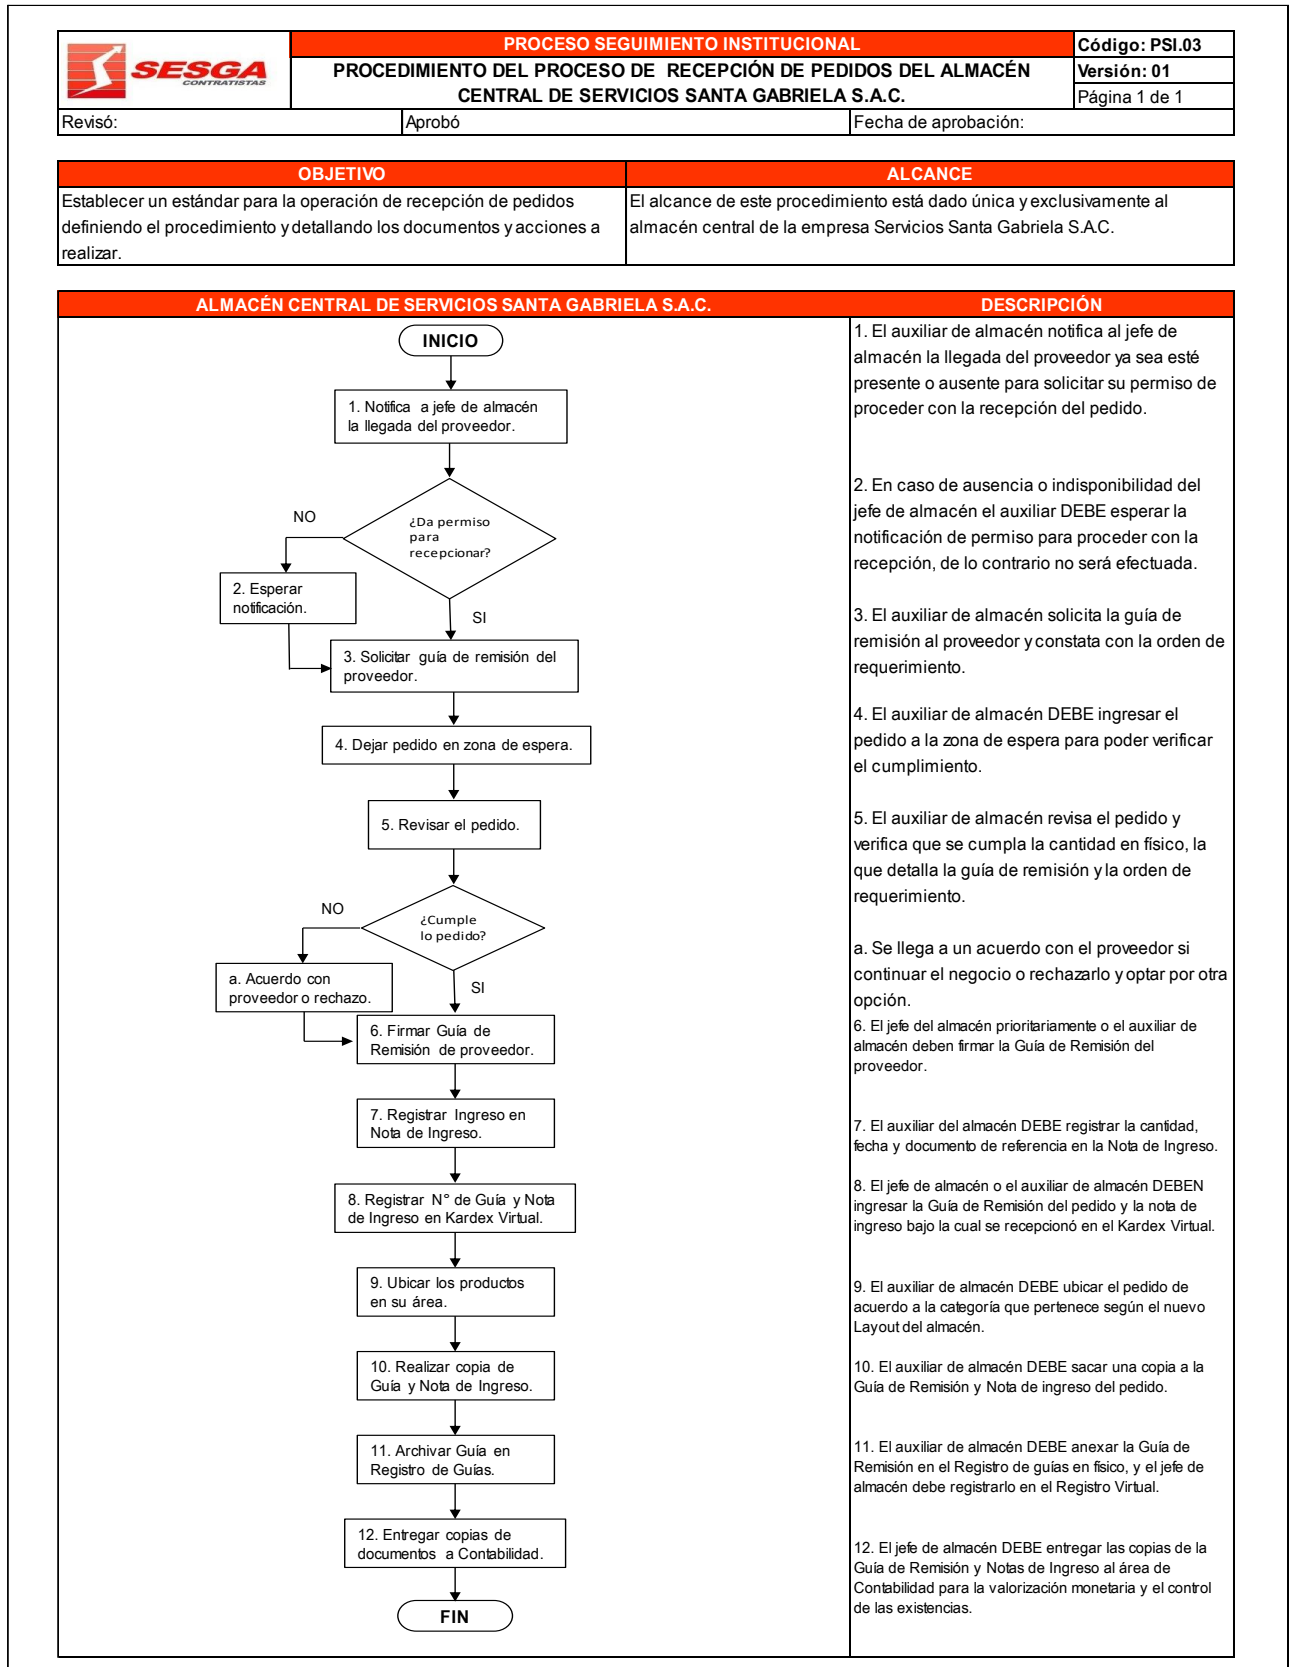 SESGA
CONTRATISTAS
PROCESO SEGUIMIENTO INSTITUCIONAL
PROCEDIMIENTO DEL PROCESO DE RECEPCIÓN DE PEDIDOS DEL ALMACÉN
CENTRAL DE SERVICIOS SANTA GABRIELA S.A.C.
Código: PSI.03
Versión: 01
Página 1 de 1
Revisó:
Aprobó
Fecha de aprobación:
OBJETIVO
Establecer un estándar para la operación de recepción de pedidos
definiendo el procedimiento y detallando los documentos y acciones a
realizar.
ALCANCE
El alcance de este procedimiento está dado única y exclusivamente al
almacén central de la empresa Servicios Santa Gabriela S.A.C.
ALMACÉN CENTRAL DE SERVICIOS SANTA GABRIELA S.A.C.
INICIO
1. Notifica a jefe de almacén
la llegada del proveedor.
¿Da permiso
para
recepcionar?
NO
2. Esperar
notificación.
SI
3. Solicitar guía de remisión del
proveedor.
4. Dejar pedido en zona de espera.
5. Revisar el pedido.
¿Cumple
lo pedido?
NO
a. Acuerdo con
proveedor o rechazo.
SI
6. Firmar Guía de
Remisión de proveedor.
7. Registrar Ingreso en
Nota de Ingreso.
8. Registrar N° de Guía y Nota
de Ingreso en Kardex Virtual.
9. Ubicar los productos
en su área.
10. Realizar copia de
Guía y Nota de Ingreso.
11. Archivar Guía en
Registro de Guías.
12. Entregar copias de
documentos a Contabilidad.
FIN
DESCRIPCIÓN
1. El auxiliar de almacén notifica al jefe de
almacén la llegada del proveedor ya sea esté
presente o ausente para solicitar su permiso de
proceder con la recepción del pedido.
2. En caso de ausencia o indisponibilidad del
jefe de almacén el auxiliar DEBE esperar la
notificación de permiso para proceder con la
recepción, de lo contrario no será efectuada.
3. El auxiliar de almacén solicita la guía de
remisión al proveedor y constata con la orden de
requerimiento.
4. El auxiliar de almacén DEBE ingresar el
pedido a la zona de espera para poder verificar
el cumplimiento.
5. El auxiliar de almacén revisa el pedido y
verifica que se cumpla la cantidad en físico, la
que detalla la guía de remisión y la orden de
requerimiento.
a. Se llega a un acuerdo con el proveedor si
continuar el negocio o rechazarlo y optar por otra
opción.
6. El jefe del almacén prioritariamente o el auxiliar de
almacén deben firmar la Guía de Remisión del
proveedor.
7. El auxiliar del almacén DEBE registrar la cantidad,
fecha y documento de referencia en la Nota de Ingreso.
8. El jefe de almacén o el auxiliar de almacén DEBEN
ingresar la Guía de Remisión del pedido y la nota de
ingreso bajo la cual se recepcionó en el Kardex Virtual.
9. El auxiliar de almacén DEBE ubicar el pedido de
acuerdo a la categoría que pertenece según el nuevo
Layout del almacén.
10. El auxiliar de almacén DEBE sacar una copia a la
Guía de Remisión y Nota de ingreso del pedido.
11. El auxiliar de almacén DEBE anexar la Guía de
Remisión en el Registro de guías en físico, y el jefe de
almacén debe registrarlo en el Registro Virtual.
12. El jefe de almacén DEBE entregar las copias de la
Guía de Remisión y Notas de Ingreso al área de
Contabilidad para la valorización monetaria y el control
de las existencias.